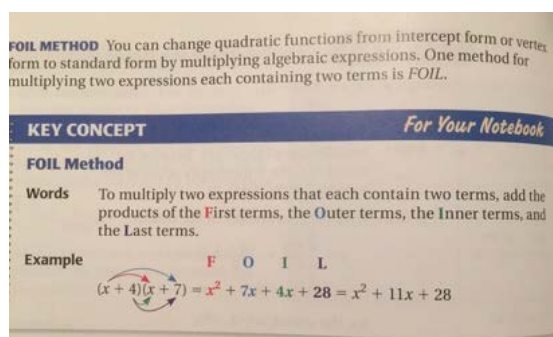 FOIL METHOD You can change quadratic functions from intercept form or vertex
form to standard form by multiplying algebraic expressions. One method for
multiplying two expressions each containing two terms is FOIL.
KEY CONCEPT For Your Notebook
FOIL Method
Words To multiply two expressions that each contain two terms, add the
products of the First terms, the Outer terms, the Inner terms, and
the Last terms.
Example F O I L
(x + 4)(x + 7) = x² + 7x + 4x + 28 = x² + 11x + 28